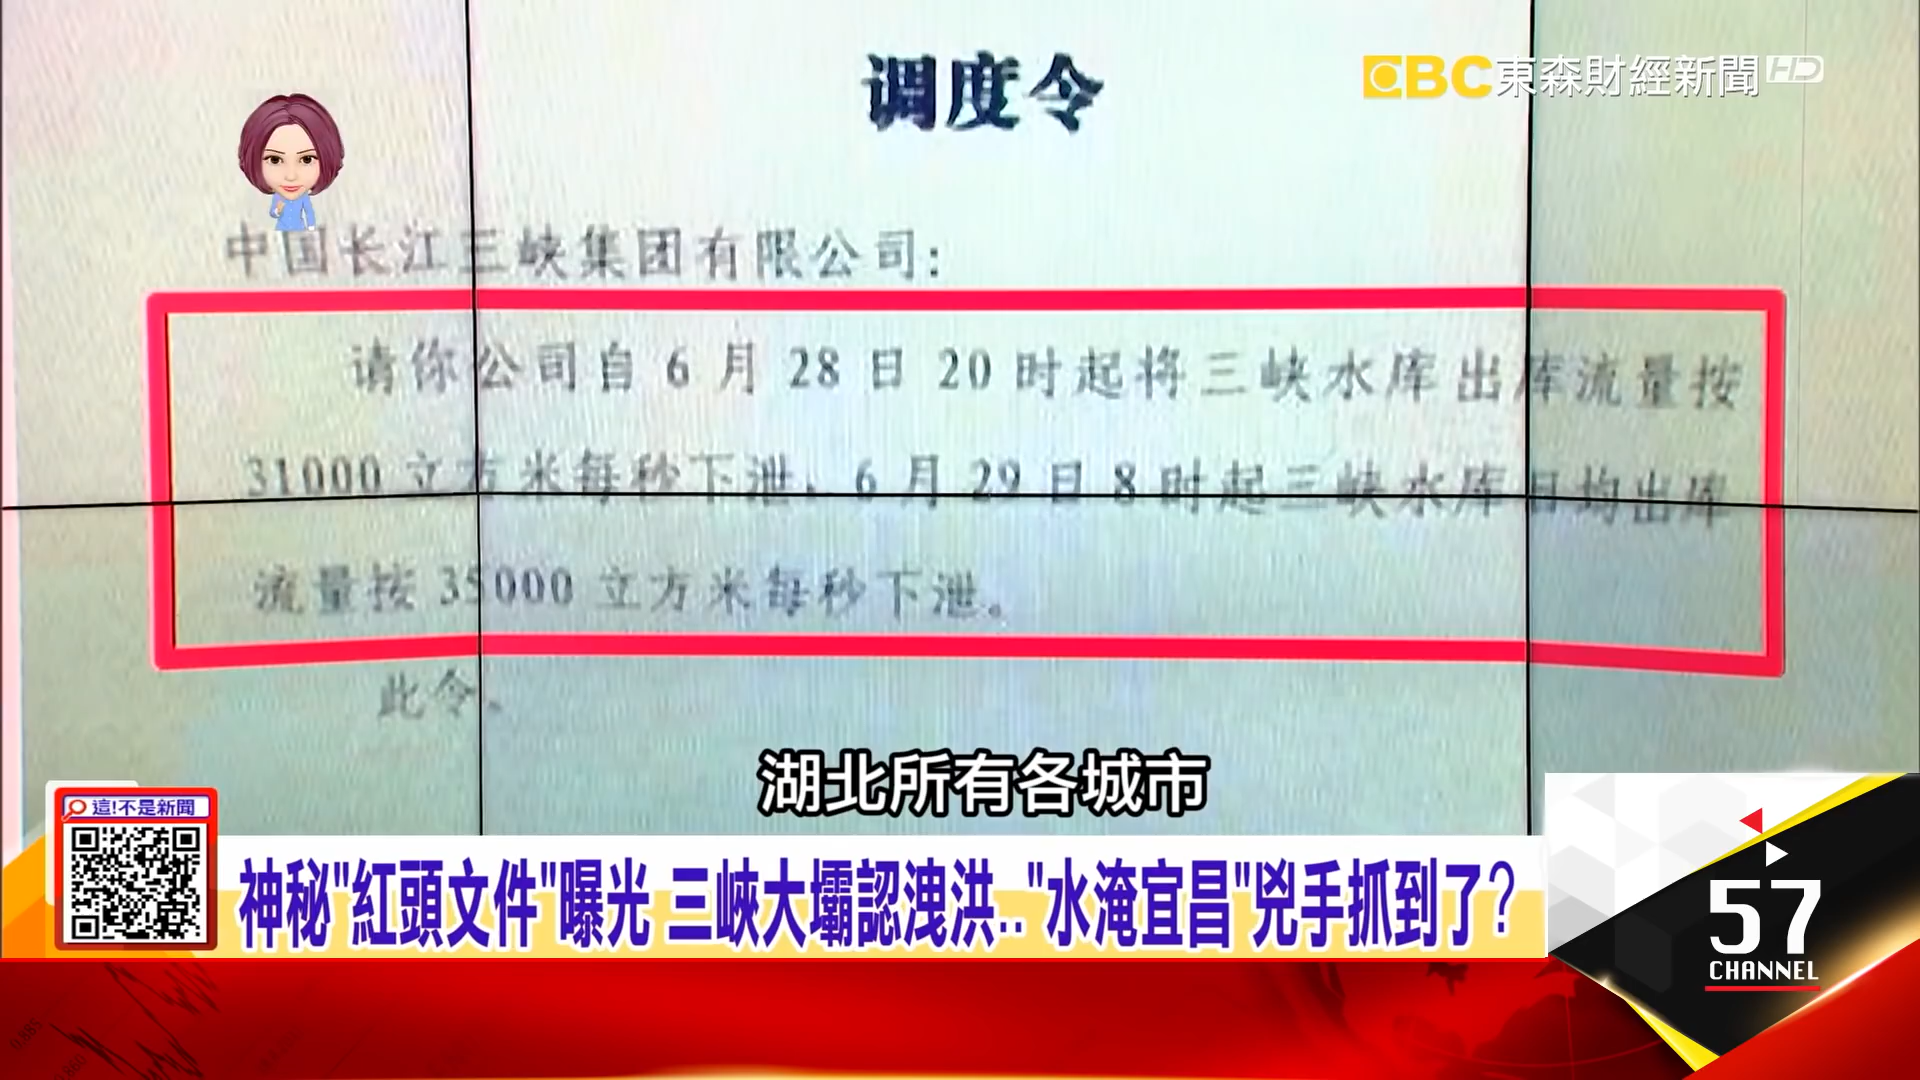 调度令
EBC東森財經新聞HD
中国长江三峡集团有限公司:
请你公司自6月28日20时起将三峡水库出库流量按
31000立方米每秒下泄,6月29日8时起三峡水库日均出库
流量按35000立方米每秒下泄。
此令。
湖北所有各城市
這!不是新聞
神秘"紅頭文件"曝光 三峽大壩認洩洪.."水淹宜昌"兇手抓到了?
57
CHANNEL